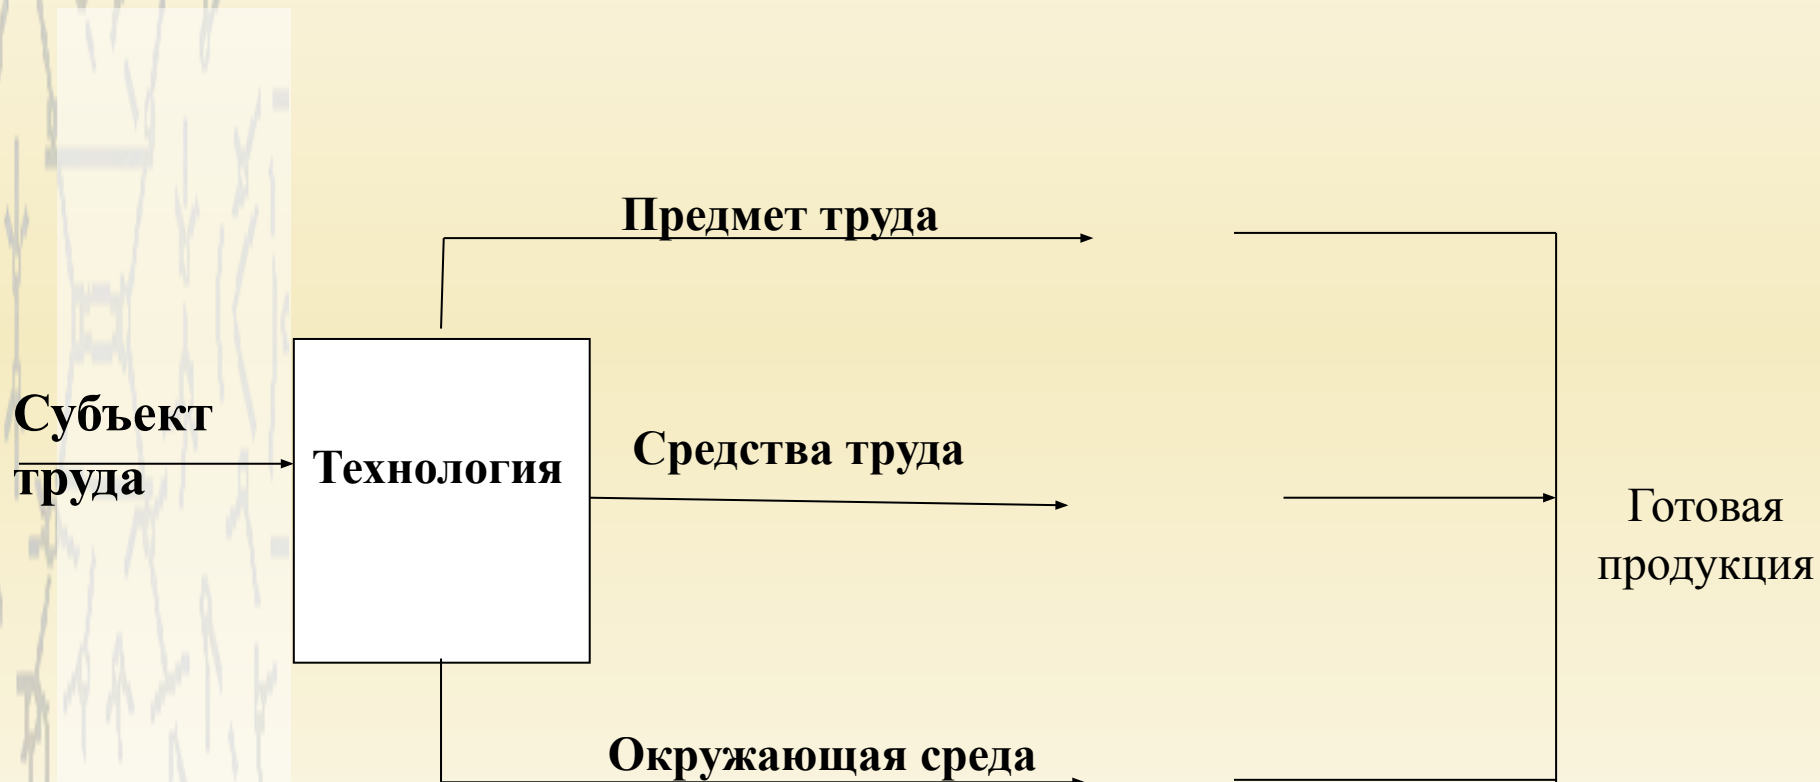 Предмет труда
Субъект
труда
Технология
Средства труда
Готовая
продукция
Окружающая среда